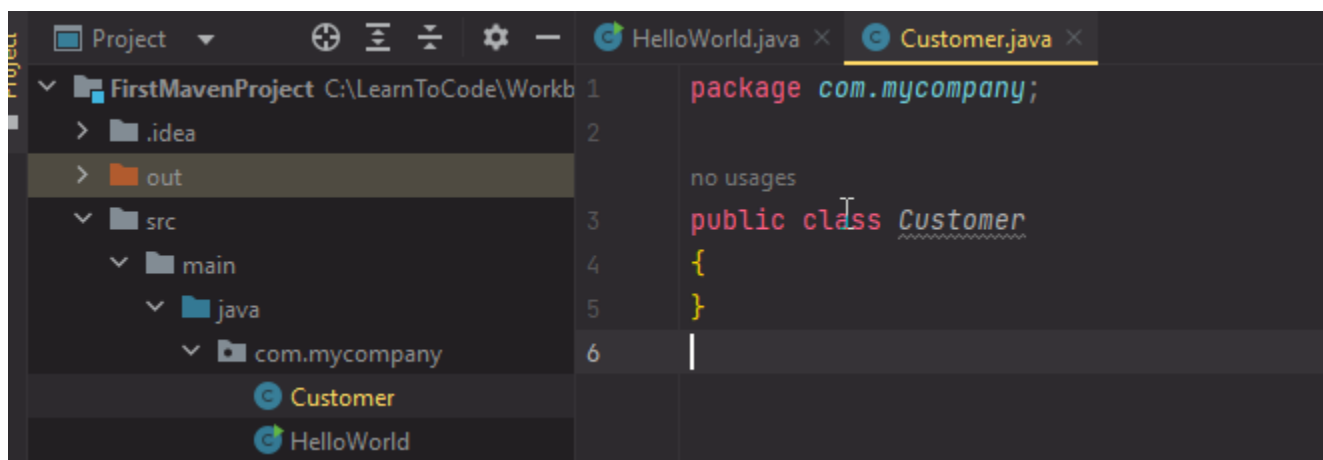 Project
Project
FirstMavenProject C:\LearnToCode\Workb
.idea
out
src
main
java
com.mycompany
Customer
HelloWorld
HelloWorld.java
Customer.java
1 package com.mycompany;
2
no usages
3 public class Customer
4 {
5 }
6